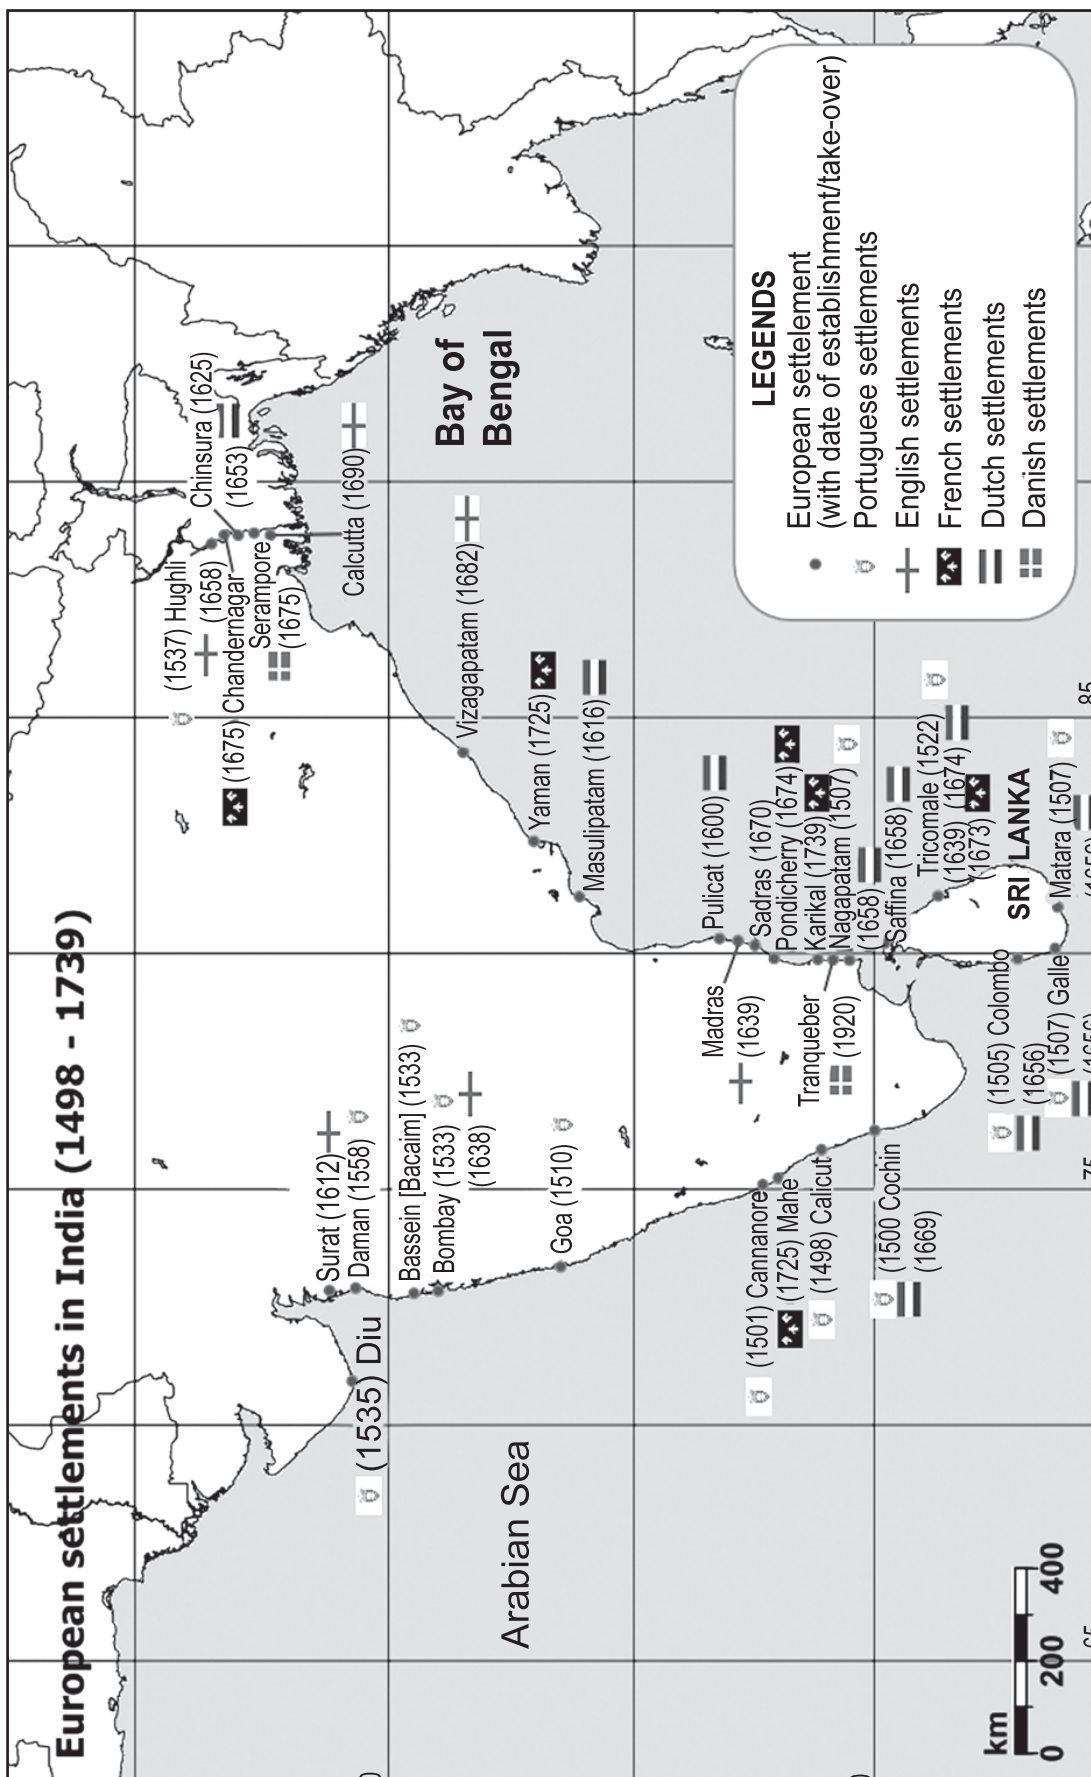 European settlements in India (1498 - 1739)
(1537) Hughli
(1658)
(1675) Chandernagar
Serampore
(1675)
Chinsura (1625)
(1653)
Calcutta (1690)
Vizagapatam (1682)
Yaman (1725)
Masulipatam (1616)
Bay of
Bengal
Surat (1612)
Daman (1558)
(1535) Diu
Bassein [Bacaim] (1533)
Bombay (1533)
(1638)
Goa (1510)
Arabian Sea
Pulicat (1600)
Madras
(1639)
Sadras (1670)
Pondicherry (1674)
Karikal (1739)
Tranqueber
(1920)
Nagapatam (1507)
(1658)
Saffina (1658)
Tricomale (1522)
(1639) (1674)
(1673)
(1501) Cannanore
(1725) Mahe
(1498) Calicut
(1500 Cochin
(1669)
SRI LANKA
(1505) Colombo
(1656)
(1507) Galle
Matara (1507)
LEGENDS
European settelement
(with date of establishment/take-over)
Portuguese settlements
English settlements
French settlements
Dutch settlements
Danish settlements
km
0 200 400
75
85